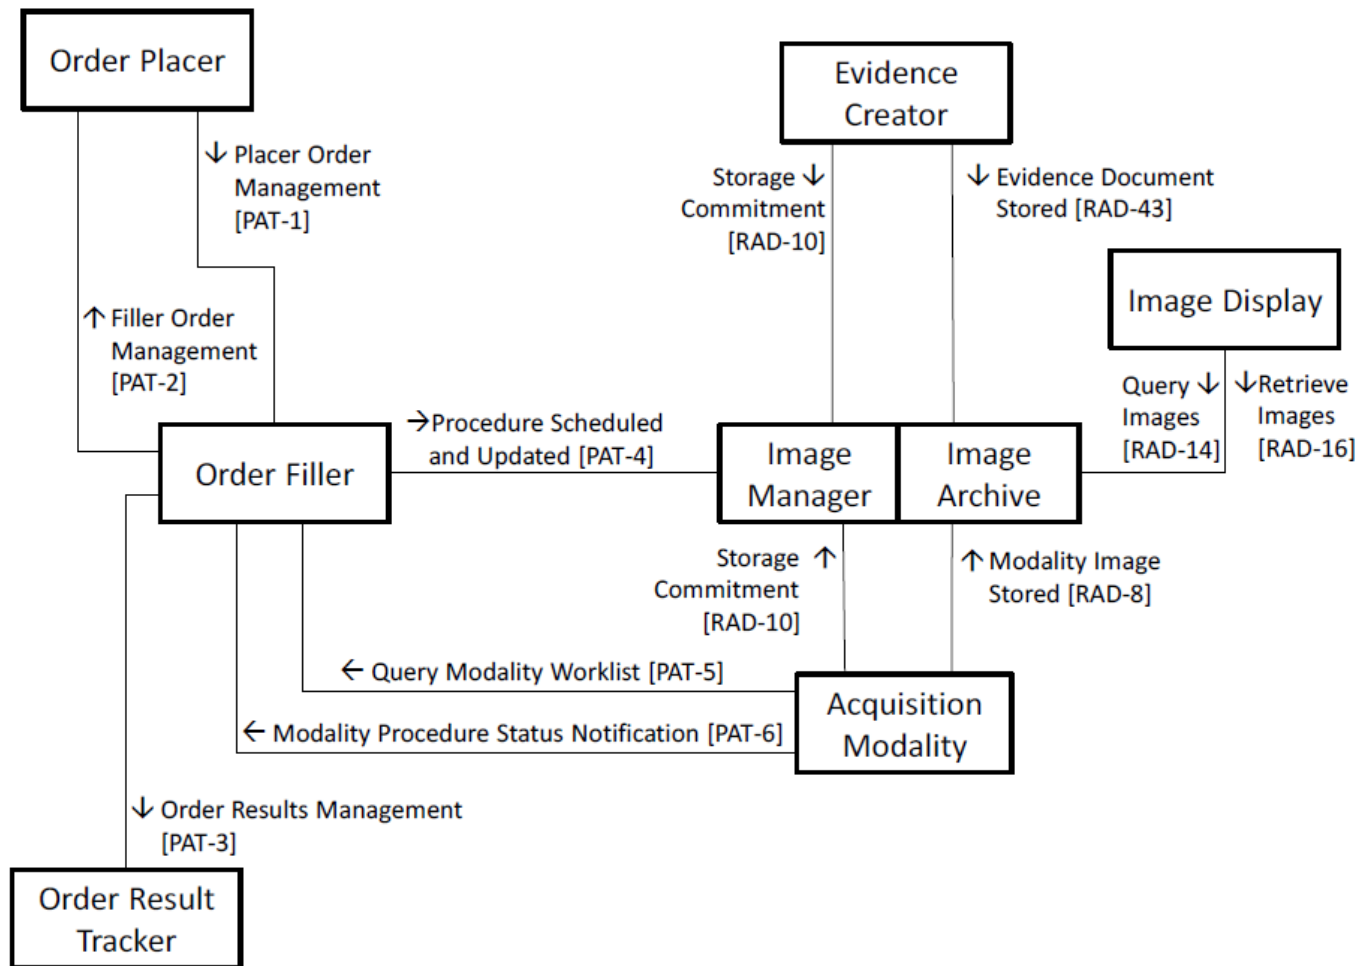 Order Placer
Evidence
Creator
↓ Placer Order
Management
[PAT-1]
Storage ↓
Commitment
[RAD-10]
↓ Evidence Document
Stored [RAD-43]
Image Display
↑ Filler Order
Management
[PAT-2]
Query ↓
Images
[RAD-14]
↓ Retrieve
Images
[RAD-16]
Order Filler
→Procedure Scheduled
and Updated [PAT-4]
Image
Manager
Image
Archive
Storage ↑
Commitment
[RAD-10]
↑ Modality Image
Stored [RAD-8]
← Query Modality Worklist [PAT-5]
← Modality Procedure Status Notification [PAT-6]
Acquisition
Modality
↓ Order Results Management
[PAT-3]
Order Result
Tracker